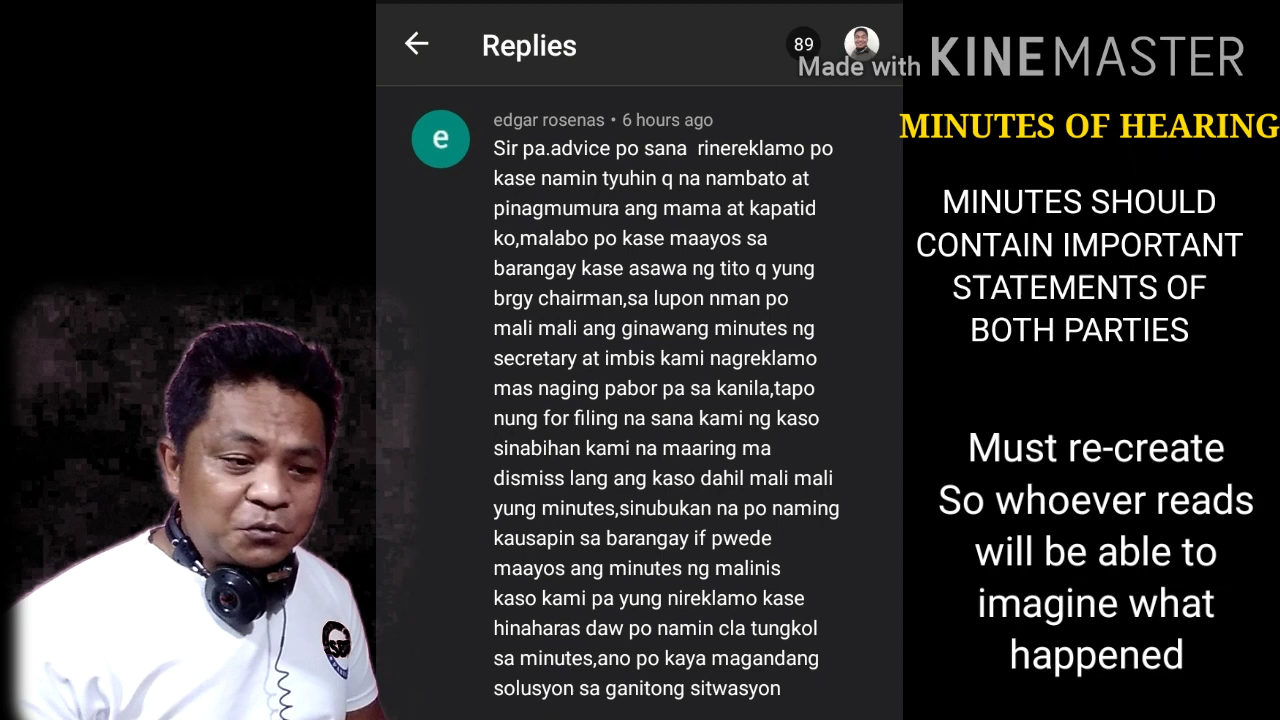 Replies
89
Made with KINEMASTER
edgar rosenas • 6 hours ago
e
Sir pa.advice po sana rinereklamo po
kase namin tyuhin q na nambato at
pinagmumura ang mama at kapatid
ko,malabo po kase maayos sa
barangay kase asawa ng tito q yung
brgy chairman,sa lupon nman po
mali mali ang ginawang minutes ng
secretary at imbis kami nagreklamo
mas naging pabor pa sa kanila,tapo
nung for filing na sana kami ng kaso
sinabihan kami na maaring ma
dismiss lang ang kaso dahil mali mali
yung minutes,sinubukan na po naming
kausapin sa barangay if pwede
maayos ang minutes ng malinis
kaso kami pa yung nireklamo kase
hinaharas daw po namin cla tungkol
sa minutes,ano po kaya magandang
solusyon sa ganitong sitwasyon
MINUTES OF HEARING
MINUTES SHOULD
CONTAIN IMPORTANT
STATEMENTS OF
BOTH PARTIES
Must re-create
So whoever reads
will be able to
imagine what
happened